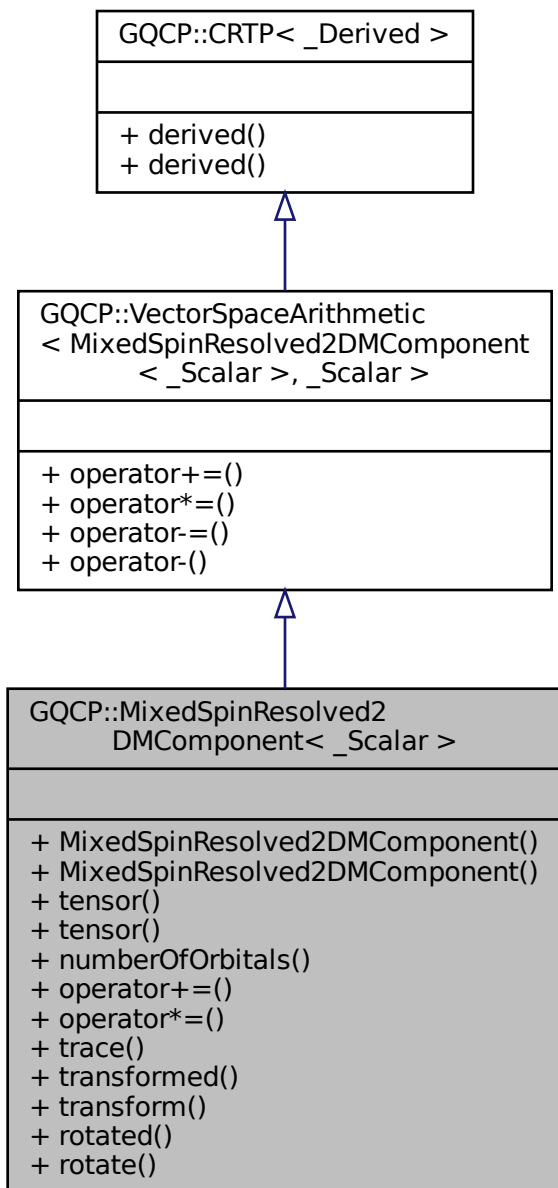 GQCP::CRTP< _Derived >
+ derived()
+ derived()
GQCP::VectorSpaceArithmetic
< MixedSpinResolved2DMComponent
< _Scalar >, _Scalar >
+ operator+=()
+ operator*=()
+ operator-=()
+ operator-()
GQCP::MixedSpinResolved2
DMComponent< _Scalar >
+ MixedSpinResolved2DMComponent()
+ MixedSpinResolved2DMComponent()
+ tensor()
+ tensor()
+ numberOfOrbitals()
+ operator+=()
+ operator*=()
+ trace()
+ transformed()
+ transform()
+ rotated()
+ rotate()